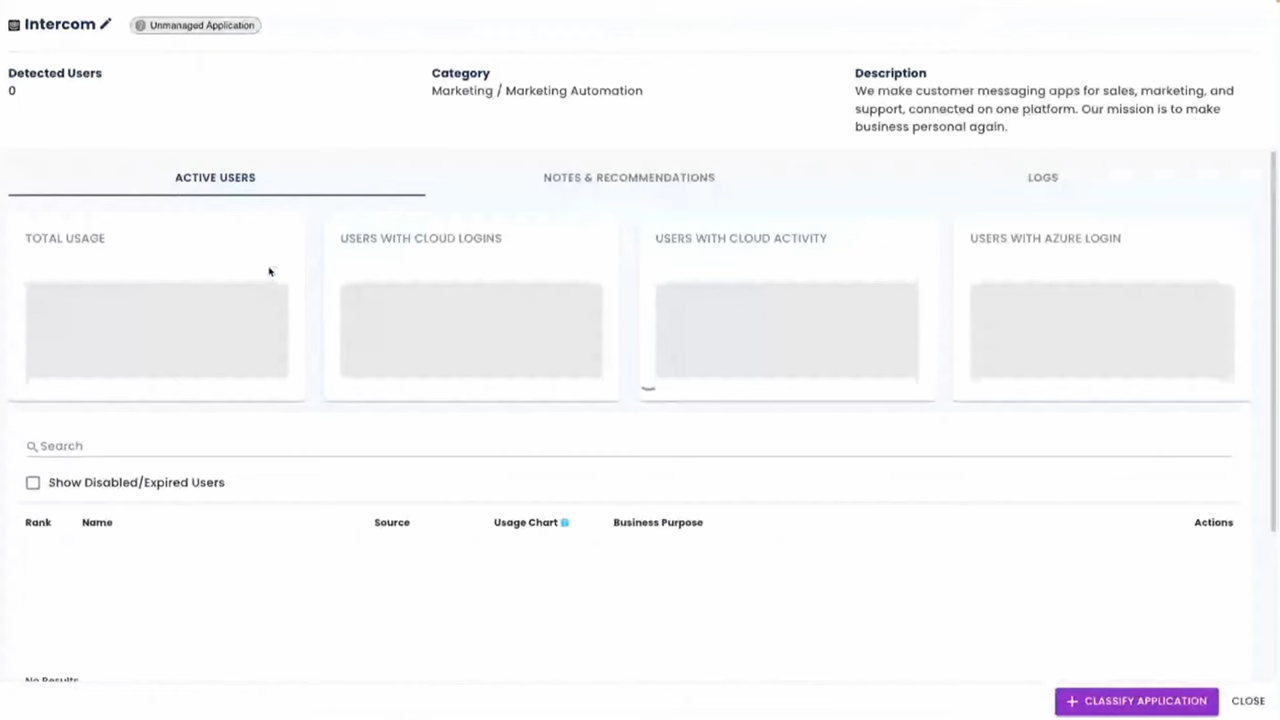 Intercom
Unmanaged Application
Detected Users
0
Category
Marketing / Marketing Automation
Description
We make customer messaging apps for sales, marketing, and
support, connected on one platform. Our mission is to make
business personal again.
ACTIVE USERS
NOTES & RECOMMENDATIONS
LOGS
TOTAL USAGE
USERS WITH CLOUD LOGINS
USERS WITH CLOUD ACTIVITY
USERS WITH AZURE LOGIN
Search
Show Disabled/Expired Users
Rank Name Source Usage Chart Business Purpose Actions
No Results
+ CLASSIFY APPLICATION
CLOSE